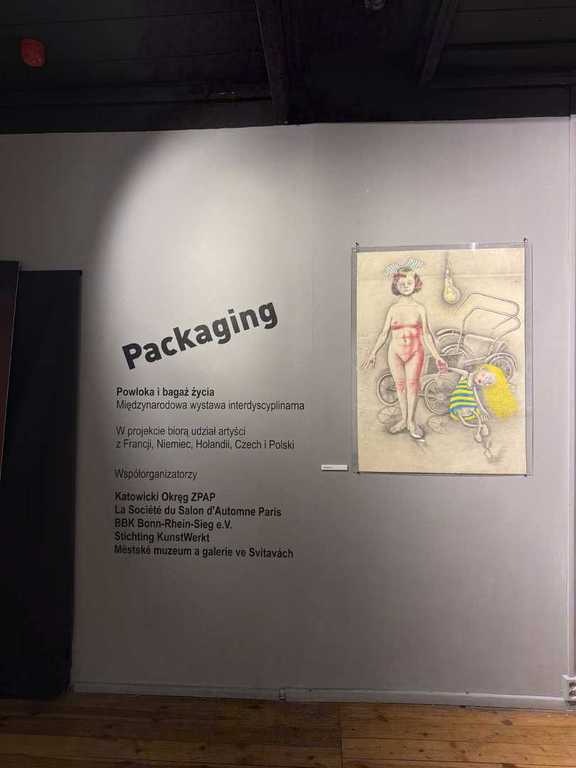 Packaging
Powłoka i bagaż życia
Międzynarodowa wystawa interdyscyplinarna
W projekcie biorą udział artyści
z Francji, Niemiec, Holandii, Czech i Polski
Współorganizatorzy
Katowicki Okręg ZPAP
La Société du Salon d'Automne Paris
BBK Bonn-Rhein-Sieg e.V.
Stichting KunstWerkt
Městské muzeum a galerie ve Svitavách